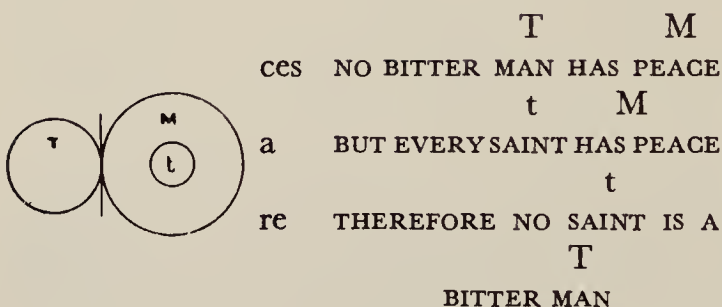 T M
ces NO BITTER MAN HAS PEACE
t M
a BUT EVERY SAINT HAS PEACE
t
re THEREFORE NO SAINT IS A
T
BITTER MAN
T M
t